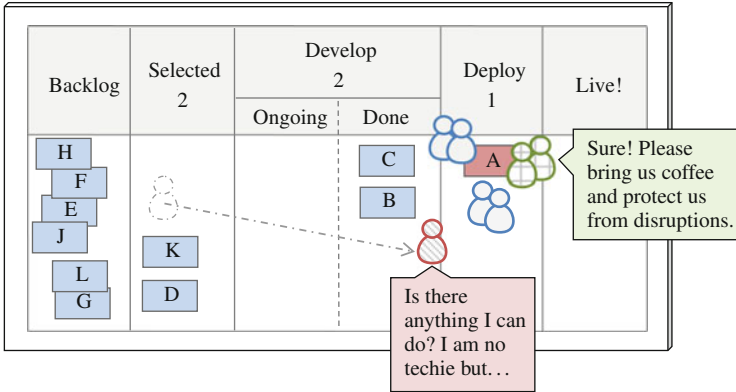 Backlog
Selected
2
Develop
2
Ongoing
Done
Deploy
1
Live!
H
F
E
J
L
G
K
D
C
B
A
Sure! Please
bring us coffee
and protect us
from disruptions.
Is there
anything I can
do? I am no
techie but...